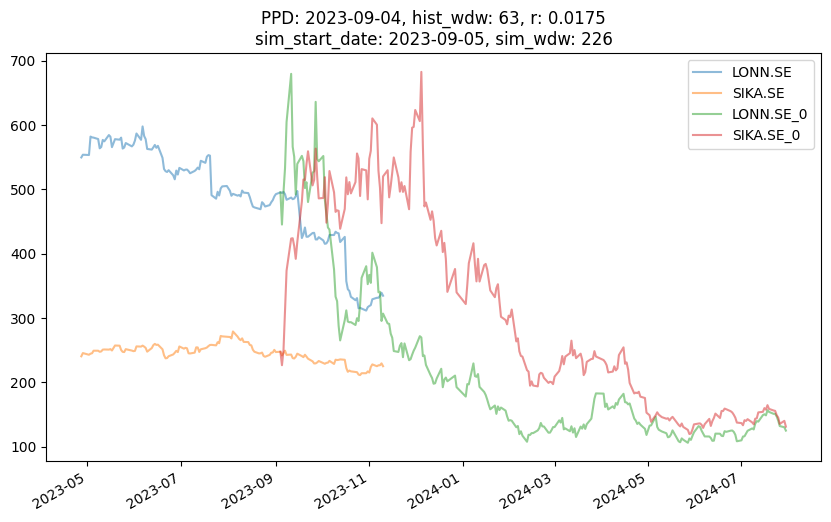 PPD: 2023-09-04, hist_wdw: 63, r: 0.0175
sim_start_date: 2023-09-05, sim_wdw: 226
LONN.SE
SIKA.SE
LONN.SE_0
SIKA.SE_0
700
600
500
400
300
200
100
2023-05
2023-07
2023-09
2023-11
2024-01
2024-03
2024-05
2024-07